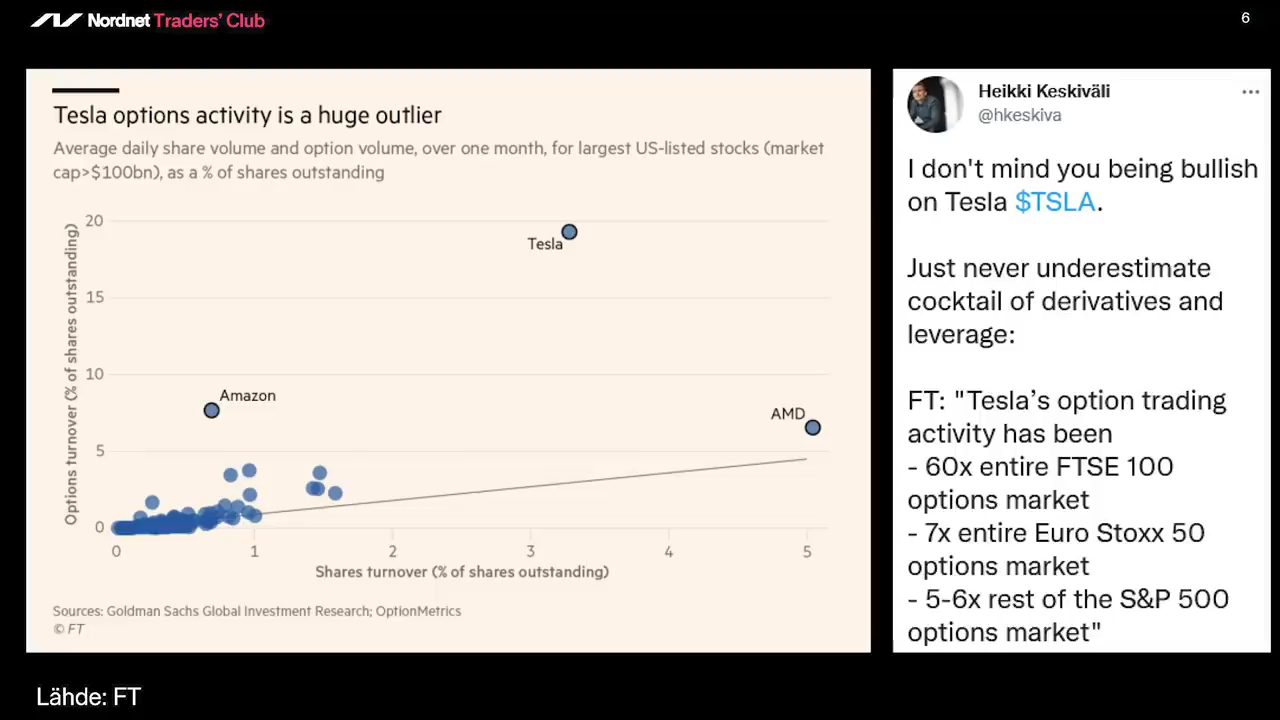 Nordnet Traders' Club
6
Tesla options activity is a huge outlier
Average daily share volume and option volume, over one month, for largest US-listed stocks (market
cap>$100bn), as a % of shares outstanding
Options turnover (% of shares outstanding)
20
15
10
5
0
Tesla
Amazon
AMD
0
1
2
3
4
5
Shares turnover (% of shares outstanding)
Sources: Goldman Sachs Global Investment Research; OptionMetrics
© FT
Heikki Keskiväli
@hkeskiva
I don't mind you being bullish
on Tesla $TSLA.
Just never underestimate
cocktail of derivatives and
leverage:
FT: "Tesla's option trading
activity has been
- 60x entire FTSE 100
options market
- 7x entire Euro Stoxx 50
options market
- 5-6x rest of the S&P 500
options market"
Lähde: FT